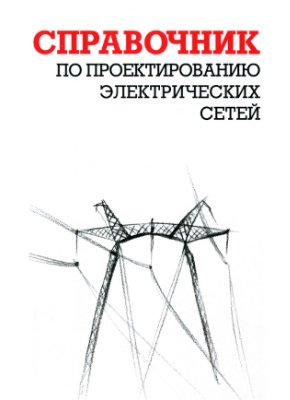 СПРАВОЧНИК
ПО ПРОЕКТИРОВАНИЮ
ЭЛЕКТРИЧЕСКИХ
СЕТЕЙ